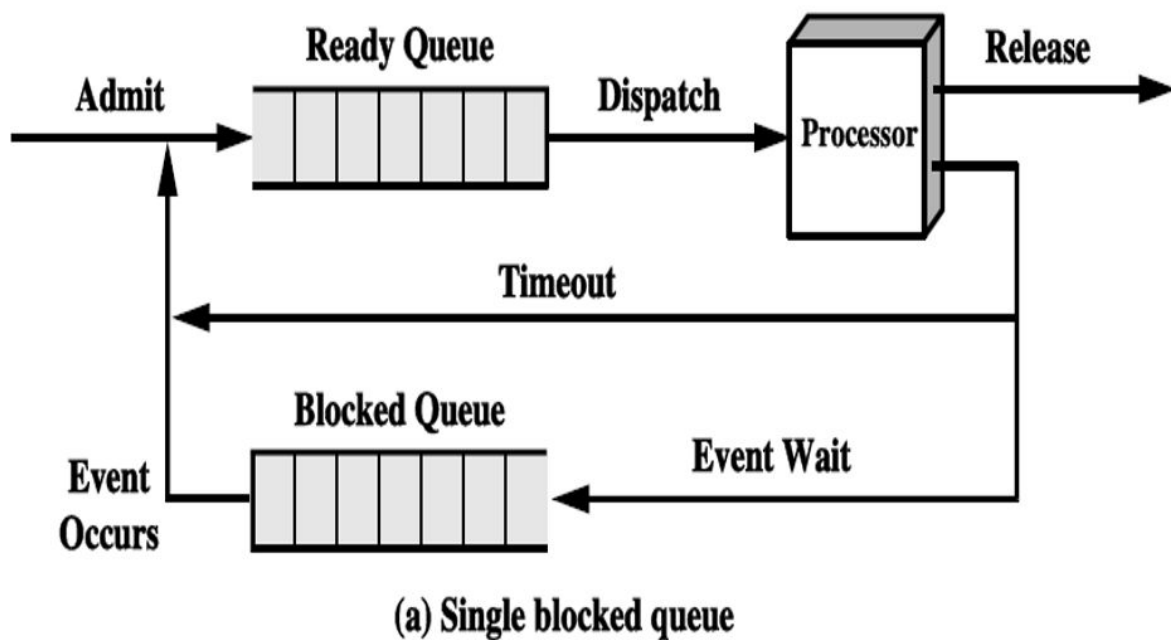 Ready Queue
Admit
Dispatch
Processor
Release
Timeout
Blocked Queue
Event Wait
Event
Occurs
(a) Single blocked queue